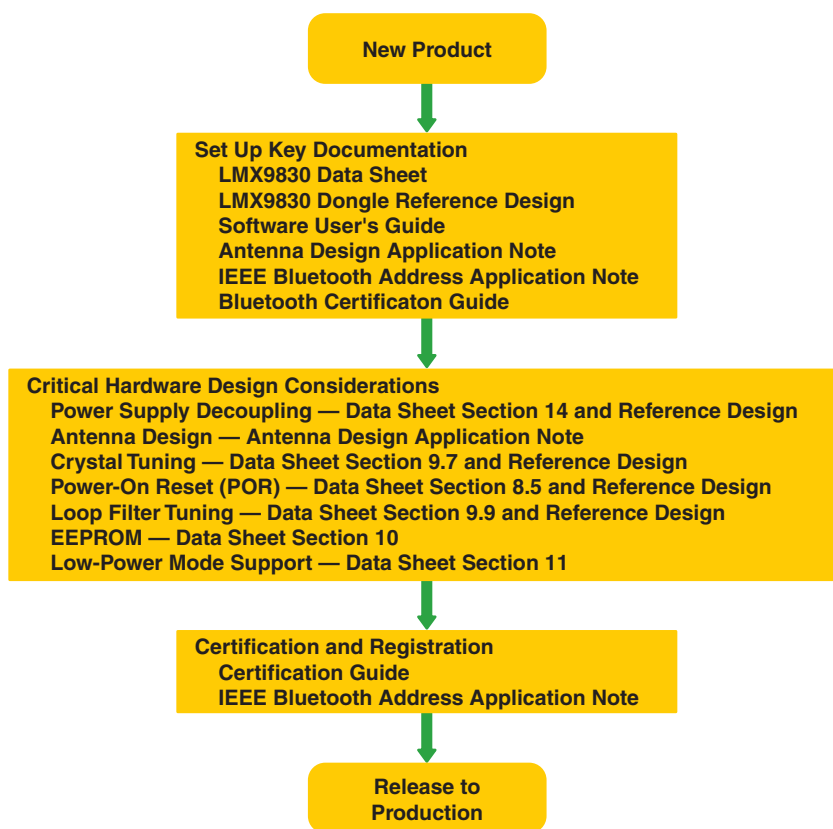 New Product
Set Up Key Documentation
LMX9830 Data Sheet
LMX9830 Dongle Reference Design
Software User's Guide
Antenna Design Application Note
IEEE Bluetooth Address Application Note
Bluetooth Certificaton Guide
Critical Hardware Design Considerations
Power Supply Decoupling — Data Sheet Section 14 and Reference Design
Antenna Design — Antenna Design Application Note
Crystal Tuning — Data Sheet Section 9.7 and Reference Design
Power-On Reset (POR) — Data Sheet Section 8.5 and Reference Design
Loop Filter Tuning — Data Sheet Section 9.9 and Reference Design
EEPROM — Data Sheet Section 10
Low-Power Mode Support — Data Sheet Section 11
Certification and Registration
Certification Guide
IEEE Bluetooth Address Application Note
Release to
Production